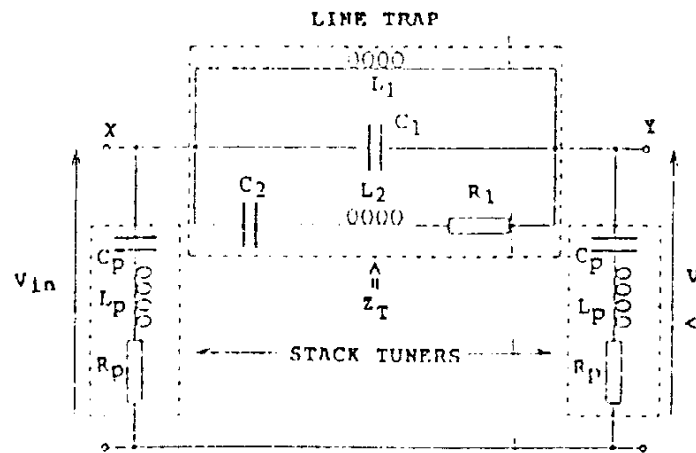 LINE TRAP
L1
X
C1
Y
C2
L2
R1
Cp
Cp
Vin
Lp
ZT
Lp
V
Rp
STACK TUNERS
Rp